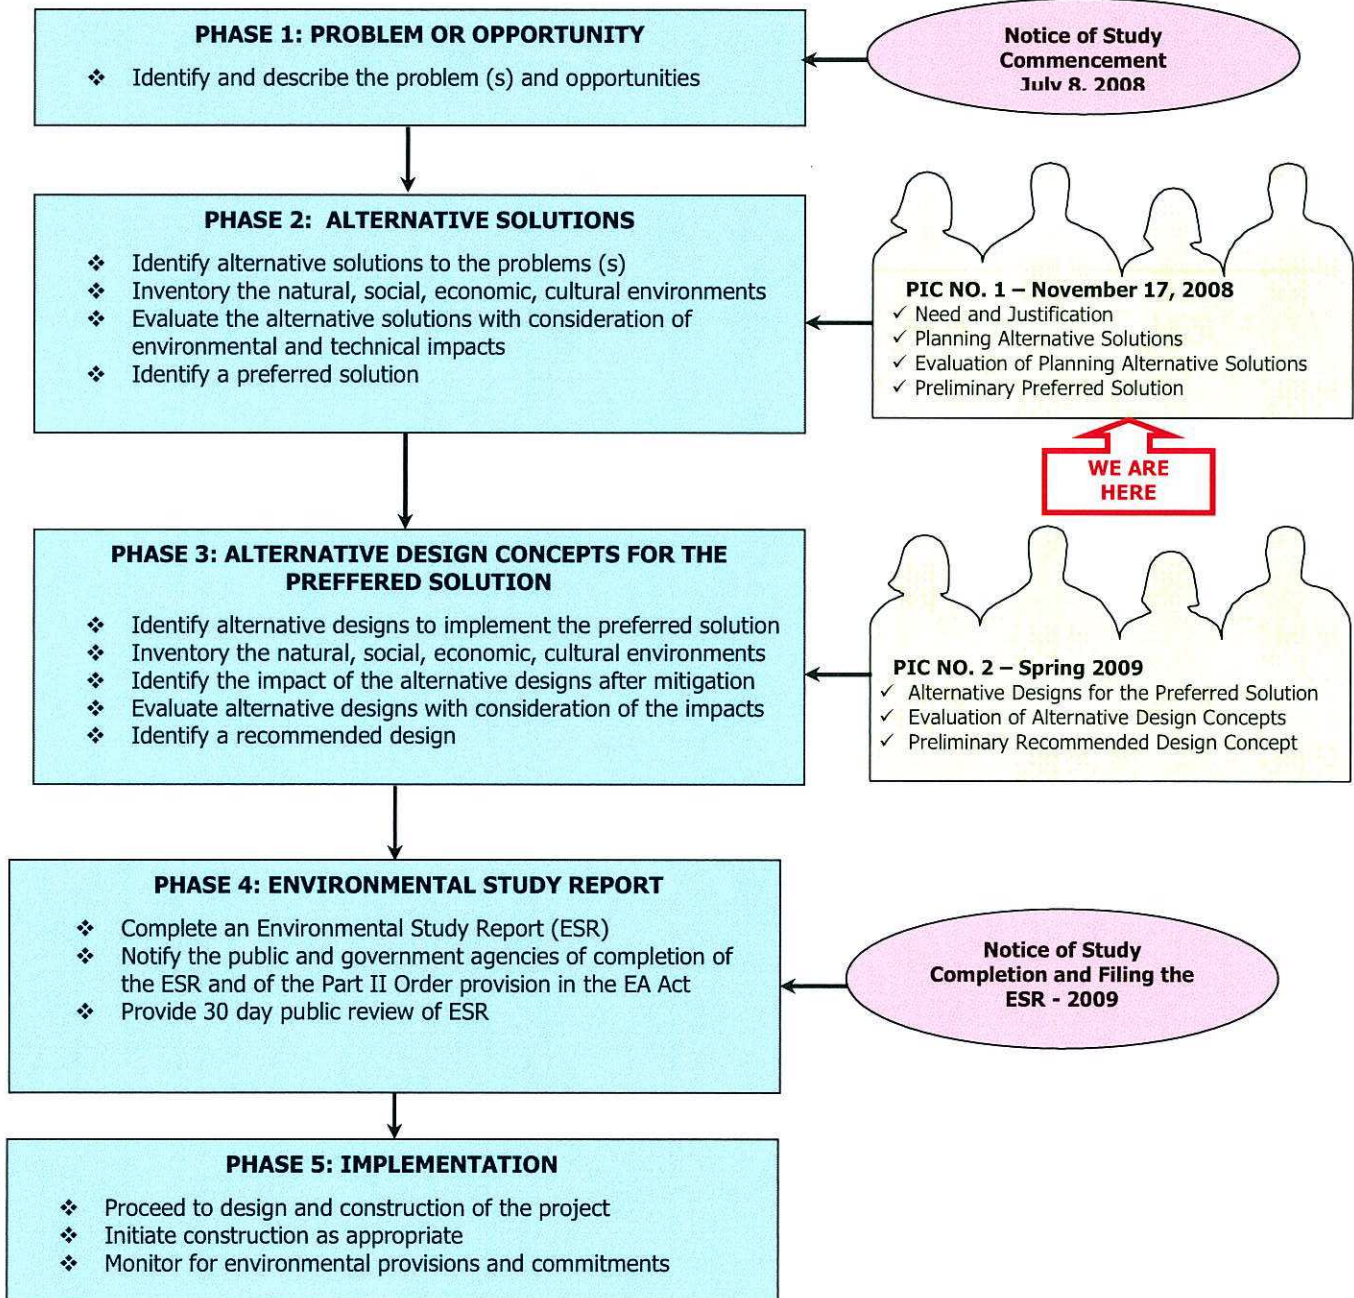 PHASE 1: PROBLEM OR OPPORTUNITY
❖ Identify and describe the problem (s) and opportunities
Notice of Study
Commencement
July 8, 2008
PHASE 2: ALTERNATIVE SOLUTIONS
❖ Identify alternative solutions to the problems (s)
❖ Inventory the natural, social, economic, cultural environments
❖ Evaluate the alternative solutions with consideration of
environmental and technical impacts
❖ Identify a preferred solution
PIC NO. 1 – November 17, 2008
✓ Need and Justification
✓ Planning Alternative Solutions
✓ Evaluation of Planning Alternative Solutions
✓ Preliminary Preferred Solution
WE ARE
HERE
PHASE 3: ALTERNATIVE DESIGN CONCEPTS FOR THE
PREFFERED SOLUTION
❖ Identify alternative designs to implement the preferred solution
❖ Inventory the natural, social, economic, cultural environments
❖ Identify the impact of the alternative designs after mitigation
❖ Evaluate alternative designs with consideration of the impacts
❖ Identify a recommended design
PIC NO. 2 – Spring 2009
✓ Alternative Designs for the Preferred Solution
✓ Evaluation of Alternative Design Concepts
✓ Preliminary Recommended Design Concept
PHASE 4: ENVIRONMENTAL STUDY REPORT
❖ Complete an Environmental Study Report (ESR)
❖ Notify the public and government agencies of completion of
the ESR and of the Part II Order provision in the EA Act
❖ Provide 30 day public review of ESR
Notice of Study
Completion and Filing the
ESR - 2009
PHASE 5: IMPLEMENTATION
❖ Proceed to design and construction of the project
❖ Initiate construction as appropriate
❖ Monitor for environmental provisions and commitments